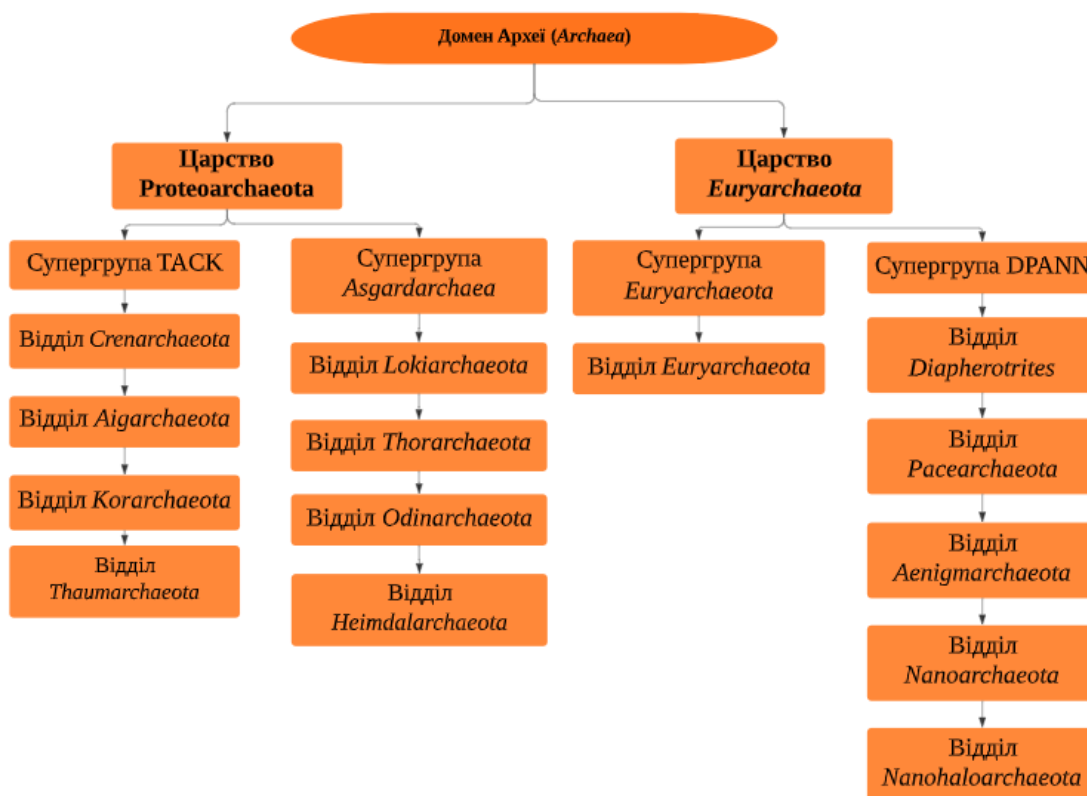 Домен Археї (Archaea)
Царство
Proteoarchaeota
Царство
Euryarchaeota
Супергрупа TACK
Відділ Crenarchaeota
Відділ Aigarchaeota
Відділ Korarchaeota
Відділ
Thaumarchaeota
Супергрупа
Asgardarchaea
Відділ Lokiarchaeota
Відділ Thorarchaeota
Відділ Odinarchaeota
Відділ
Heimdalarchaeota
Супергрупа
Euryarchaeota
Відділ Euryarchaeota
Супергрупа DPANN
Відділ
Diapherotrites
Відділ
Pacearchaeota
Відділ
Aenigmarchaeota
Відділ
Nanoarchaeota
Відділ
Nanohaloarchaeota